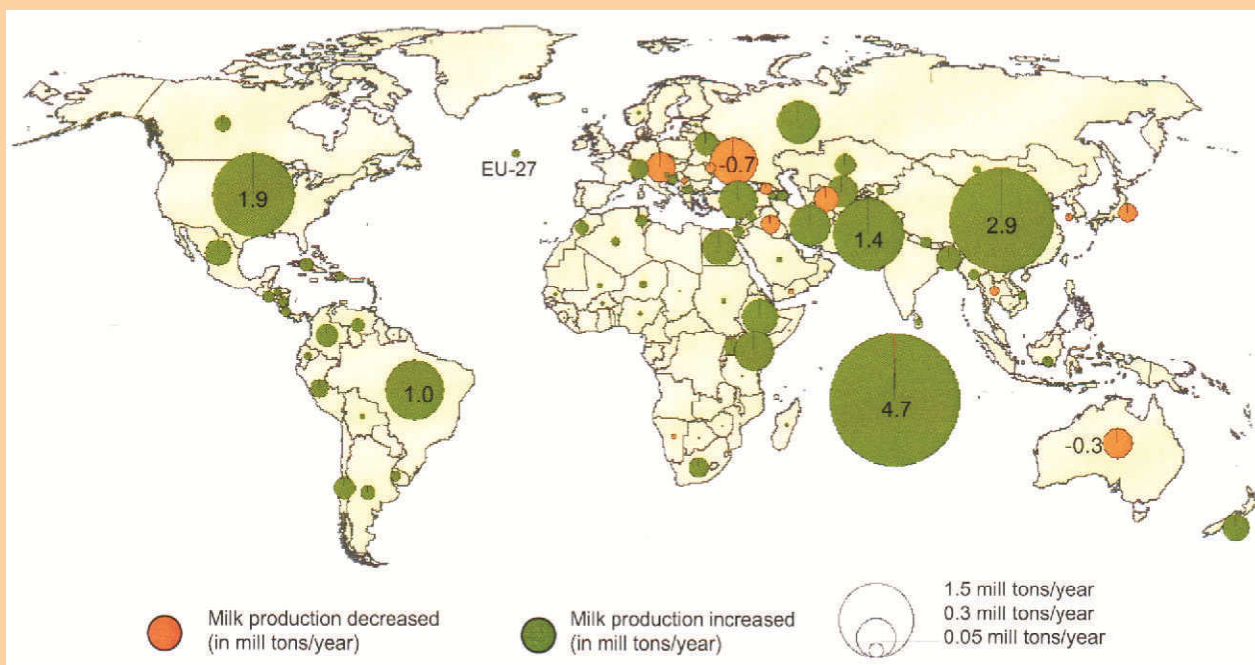 EU-27
-0.7
1.9
2.9
1.4
1.0
4.7
-0.3
Milk production decreased
(in mill tons/year)
Milk production increased
(in mill tons/year)
1.5 mill tons/year
0.3 mill tons/year
0.05 mill tons/year